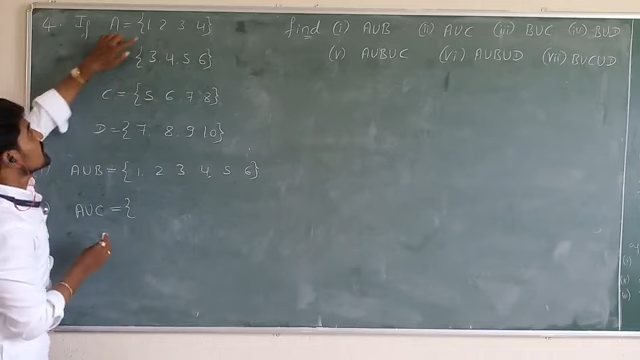 4. If A = {1 2 3 4} find (i) AUB (ii) AUC (iii) BUC (iv) BUD
{3. 4. 5 6} (v) AUBUC (vi) AUBUD (vii) BUCUD
C = {5. 6. 7 8}
D = {7. 8. 9 10}
AUB = {1. 2 3 4, 5 6}
AUC = {